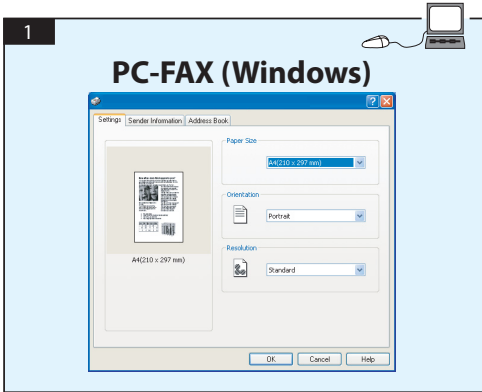 1
PC-FAX (Windows)
Settings Sender Information Address Book
Paper Size
A4(210 x 297 mm)
Orientation
Portrait
A4(210 x 297 mm)
Resolution
Standard
OK Cancel Help